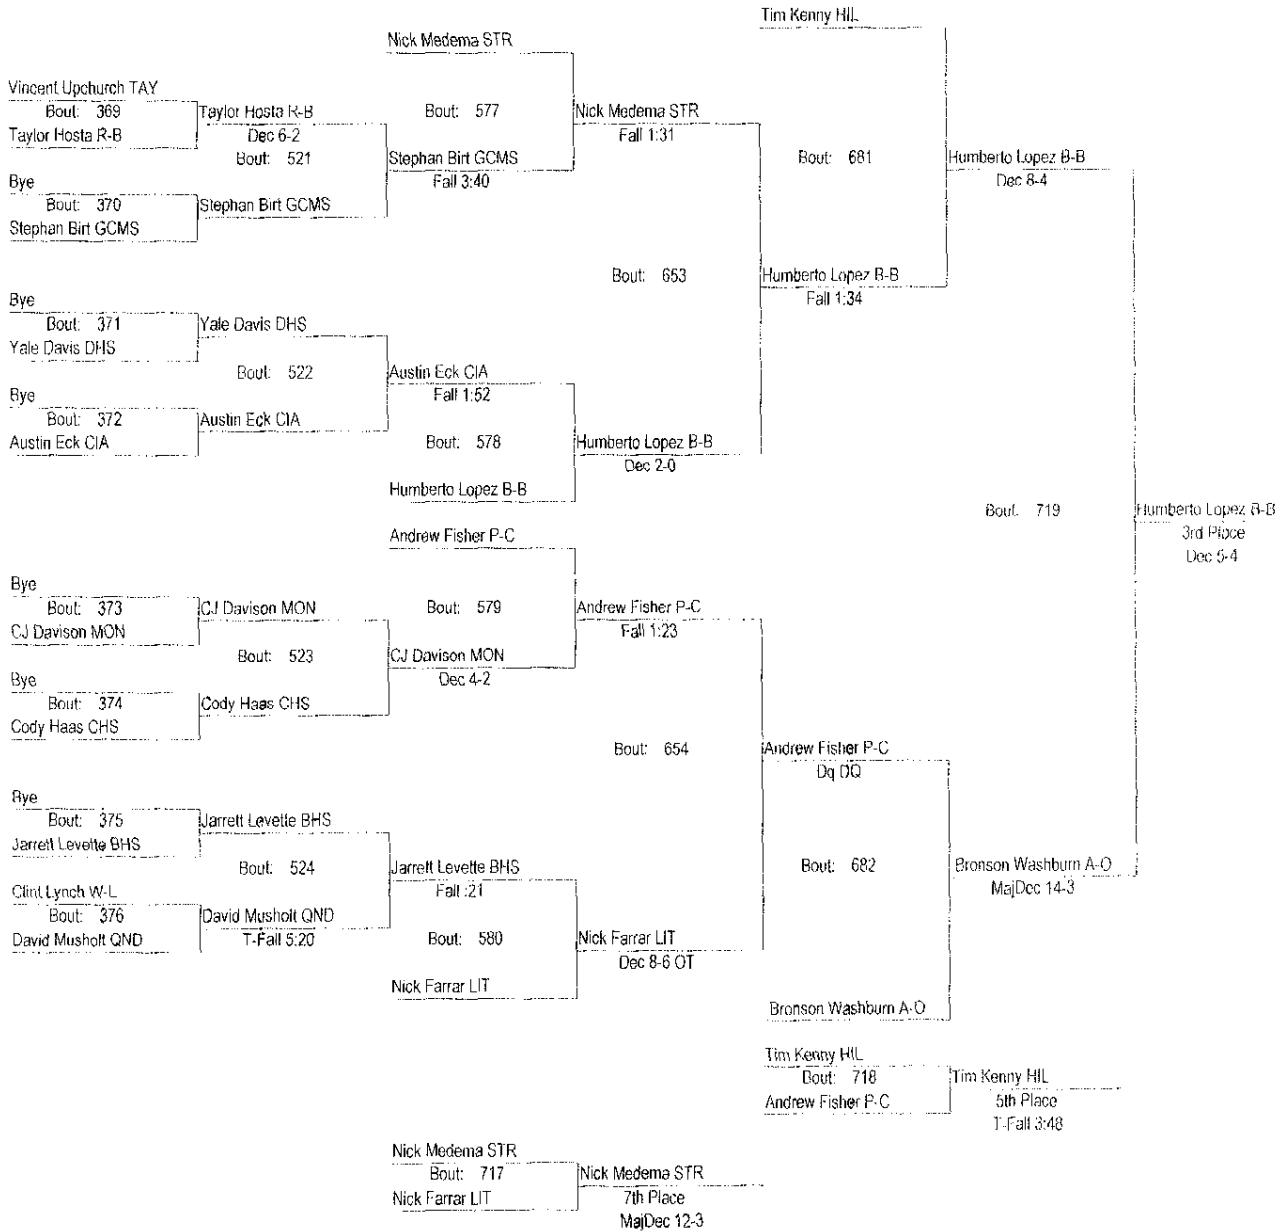 Tim Kenny HIL
Nick Medema STR
Vincent Upchurch TAY
Bout: 369
Taylor Hosta R-B
Taylor Hosta R-B
Dec 6-2
Bout: 577
Nick Medema STR
Fall 1:31
Bout: 521
Stephan Birt GCMS
Fall 3:40
Bout: 681
Humberto Lopez B-B
Dec 8-4
Bye
Bout: 370
Stephan Birt GCMS
Stephan Birt GCMS
Bout: 653
Humberto Lopez B-B
Fall 1:34
Bye
Bout: 371
Yale Davis DHS
Yale Davis DHS
Bout: 522
Austin Eck CIA
Fall 1:52
Bye
Bout: 372
Austin Eck CIA
Austin Eck CIA
Bout: 578
Humberto Lopez B-B
Dec 2-0
Humberto Lopez B-B
Bout: 719
Humberto Lopez B-B
3rd Place
Dec 5-4
Andrew Fisher P-C
Bye
Bout: 373
CJ Davison MON
CJ Davison MON
Bout: 579
Andrew Fisher P-C
Fall 1:23
Bout: 523
CJ Davison MON
Dec 4-2
Bye
Bout: 374
Cody Haas CHS
Cody Haas CHS
Bout: 654
Andrew Fisher P-C
Dq DQ
Bye
Bout: 375
Jarrett Levette BHS
Jarrett Levette BHS
Bout: 524
Jarrett Levette BHS
Fall :21
Bout: 682
Bronson Washburn A-O
MajDec 14-3
Clint Lynch W-L
Bout: 376
David Musholt QND
David Musholt QND
T-Fall 5:20
Bout: 580
Nick Farrar LIT
Dec 8-6 OT
Nick Farrar LIT
Bronson Washburn A-O
Tim Kenny HIL
Bout: 718
Andrew Fisher P-C
Tim Kenny HIL
5th Place
T-Fall 3:48
Nick Medema STR
Bout: 717
Nick Farrar LIT
Nick Medema STR
7th Place
MajDec 12-3